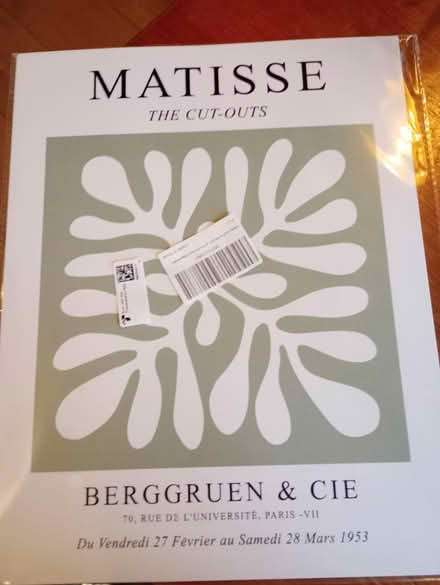 MATISSE
THE CUT-OUTS
BERGGRUEN & CIE
70, RUE DE L'UNIVERSITÉ, PARIS -VII
Du Vendredi 27 Février au Samedi 28 Mars 1953